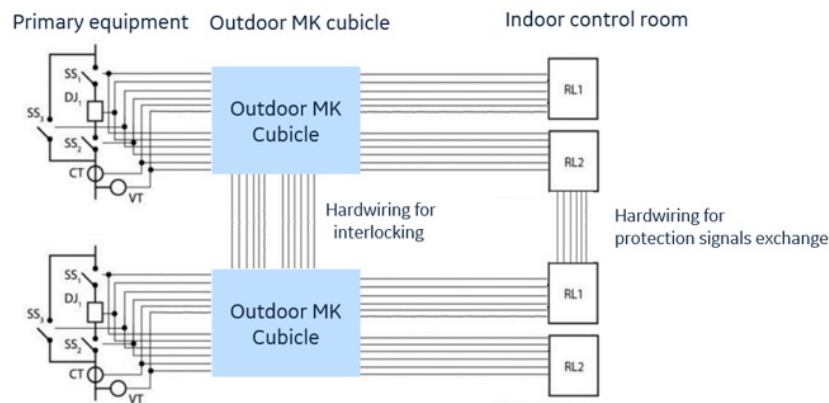 Primary equipment
Outdoor MK cubicle
Indoor control room
SS₁
DJ₁
SS₃
SS₂
CT
VT
Outdoor MK
Cubicle
RL1
RL2
Hardwiring for
interlocking
Hardwiring for
protection signals exchange
SS₁
DJ₁
SS₃
SS₂
CT
VT
Outdoor MK
Cubicle
RL1
RL2